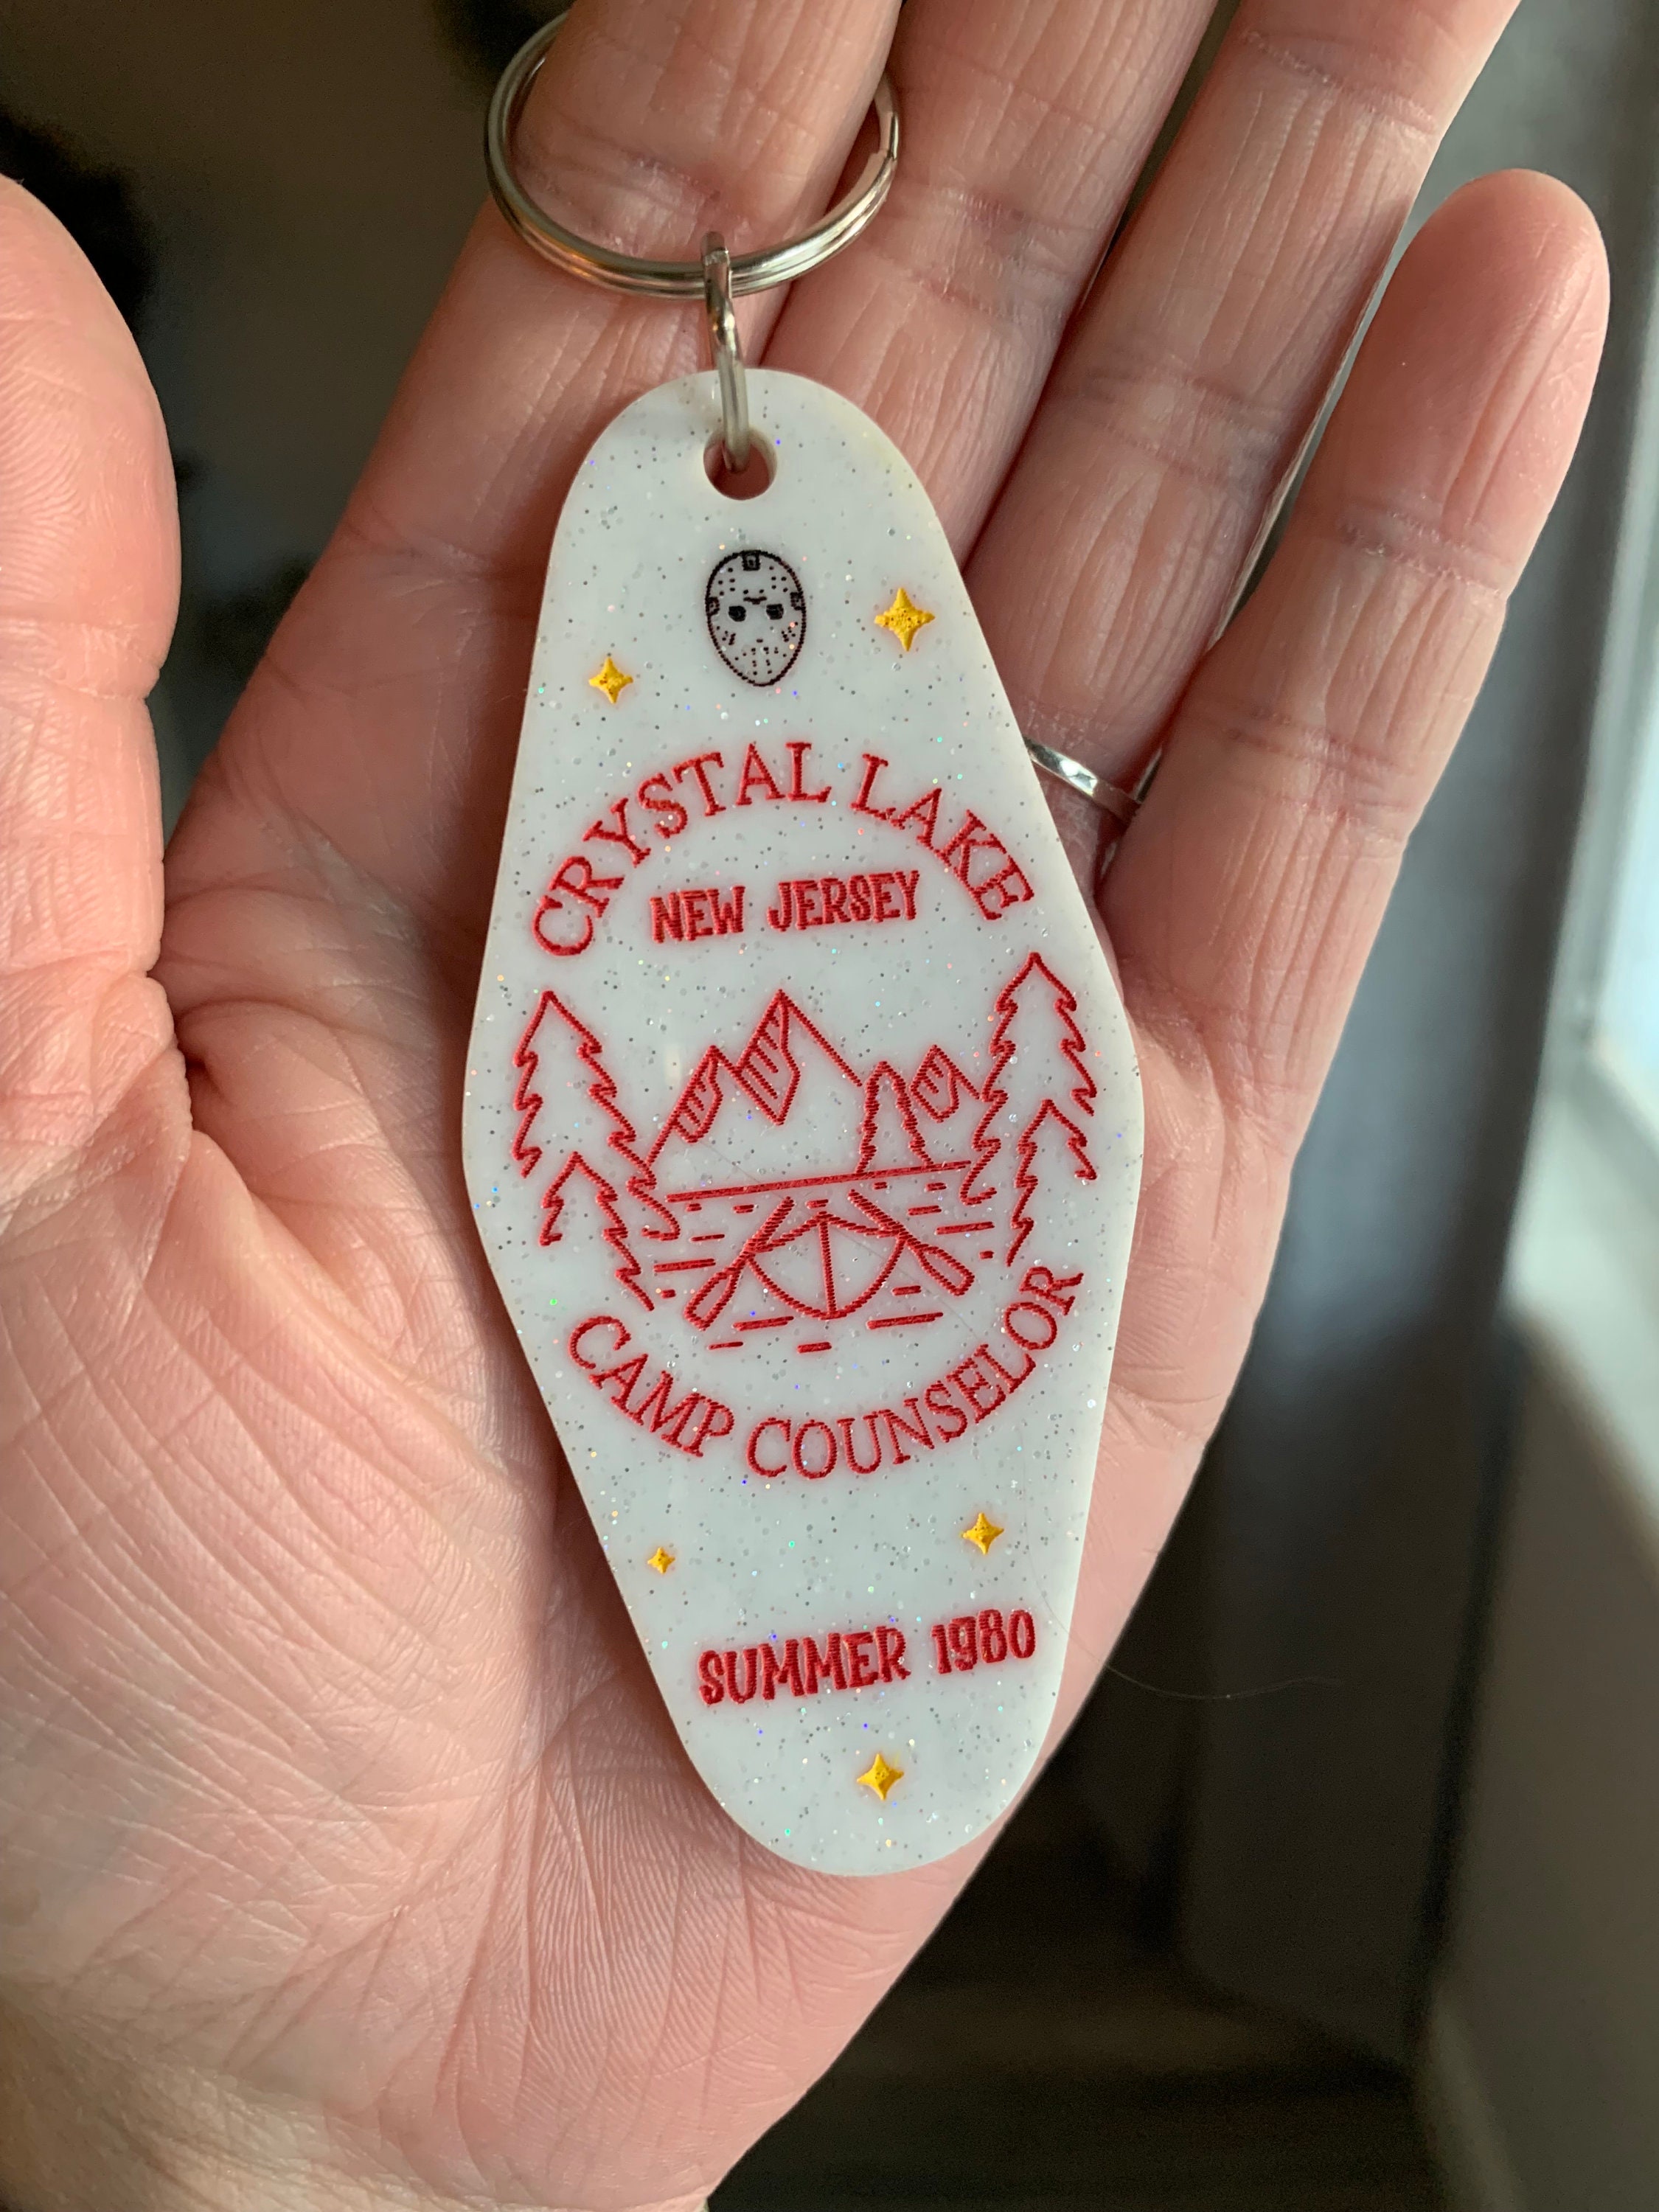 CRYSTAL LAKE
NEW JERSEY
CAMP COUNSELOR
SUMMER 1980